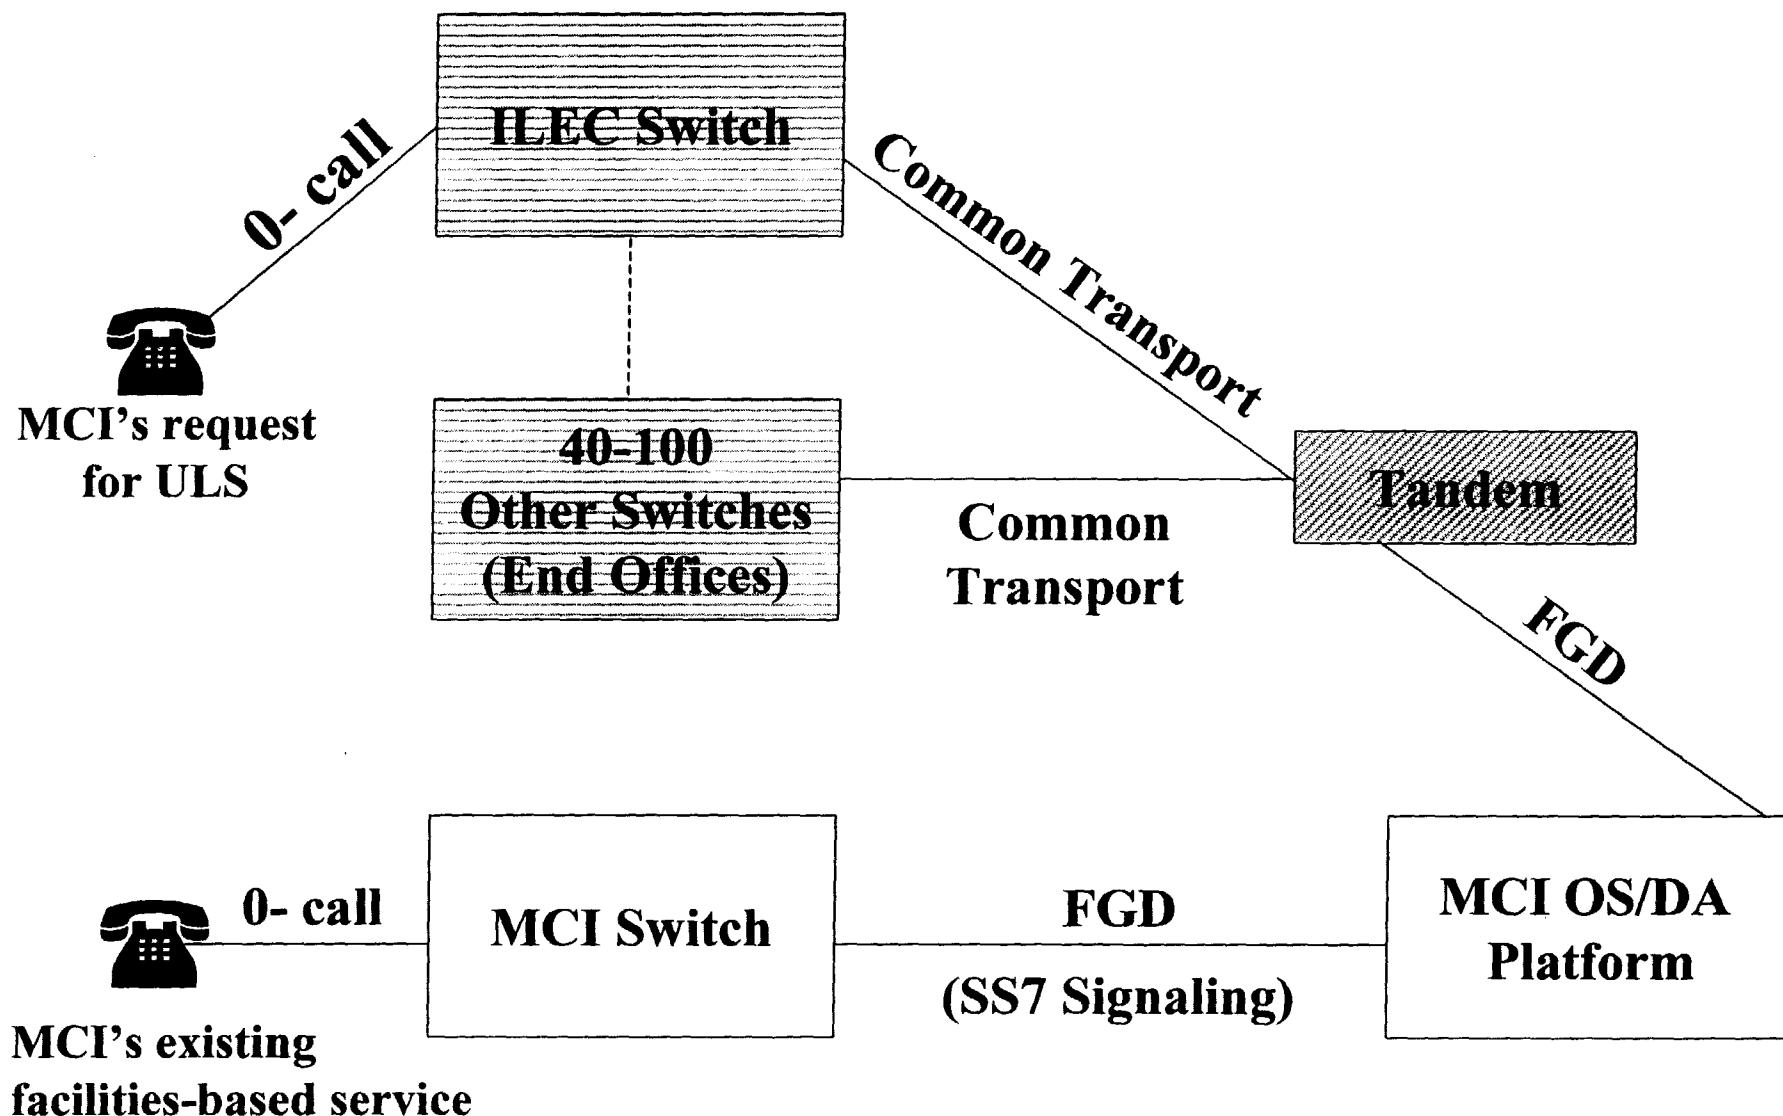 ILEC Switch
0- call
Common Transport
MCI's request
for ULS
40-100
Other Switches
(End Offices)
Common
Transport
Tandem
FGD
0- call
MCI Switch
FGD
(SS7 Signaling)
MCI OS/DA
Platform
MCI's existing
facilities-based service